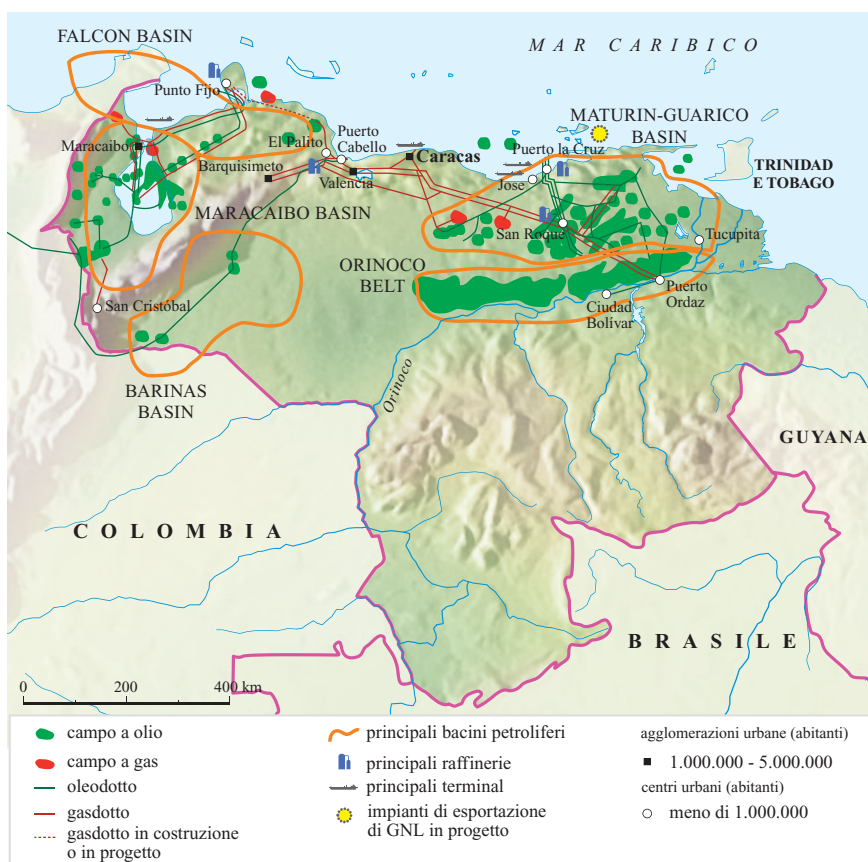 FALCON BASIN
MAR CARIBICO
Punto Fijo
MATURIN-GUARICO
BASIN
Maracaibo
El Palito
Puerto
Cabello
Caracas
Puerto la Cruz
TRINIDAD
E TOBAGO
Barquisimeto
Valencia
Jose
MARACAIBO BASIN
San Roque
Tucupita
ORINOCO
BELT
San Cristóbal
Puerto
Ordaz
Ciudad
Bolívar
BARINAS
BASIN
Orinoco
GUYANA
COLOMBIA
BRASILE
0 200 400 km
campo a olio
campo a gas
oleodotto
gasdotto
gasdotto in costruzione
o in progetto
principali bacini petroliferi
principali raffinerie
principali terminal
impianti di esportazione
di GNL in progetto
agglomerazioni urbane (abitanti)
1.000.000 - 5.000.000
centri urbani (abitanti)
meno di 1.000.000